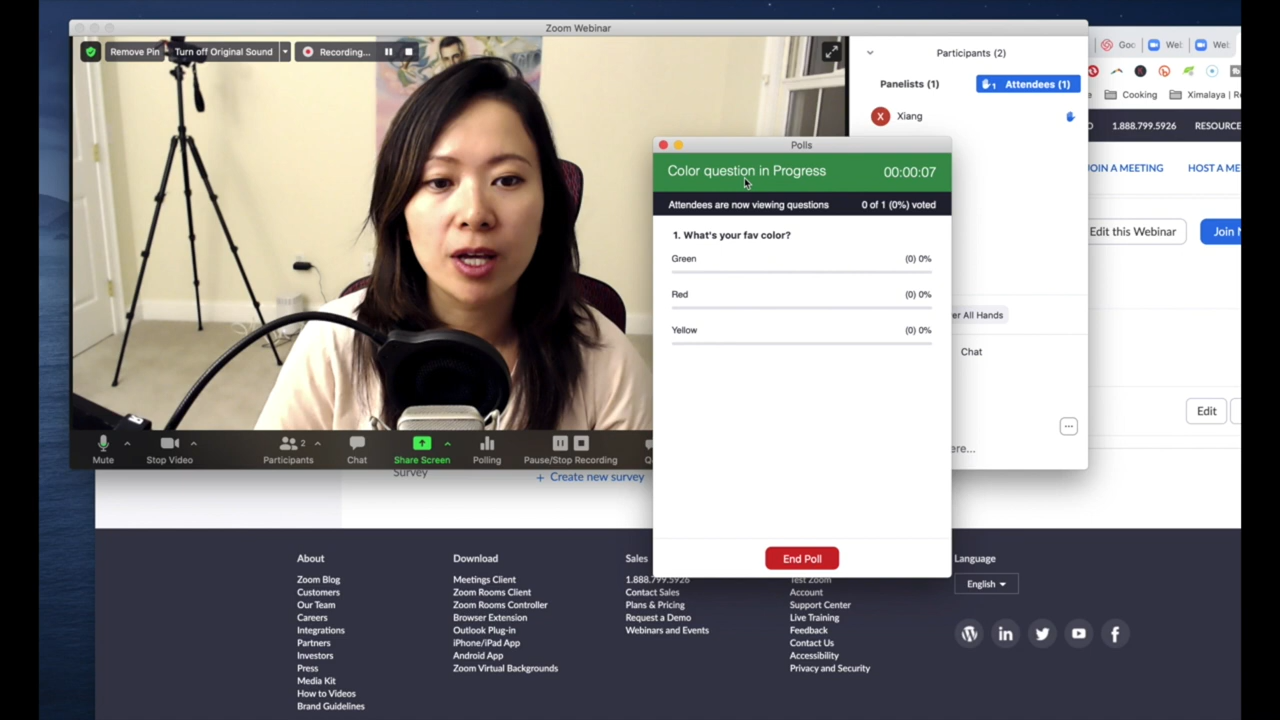 Zoom Webinar
Remove Pin
Turn off Original Sound
Recording...
Participants (2)
Panelists (1)
1
Attendees (1)
X
Xiang
Polls
Color question in Progress
00:00:07
Attendees are now viewing questions
0 of 1 (0%) voted
1. What's your fav color?
Green
(0) 0%
Red
(0) 0%
Yellow
(0) 0%
End Poll
All Hands
Chat
Mute
Stop Video
2
Participants
Chat
Share Screen
Polling
Pause/Stop Recording
Cooking
Ximalaya
1.888.799.5926
JOIN A MEETING
Edit this Webinar
Join
Edit
Survey
+ Create new survey
About
Zoom Blog
Customers
Our Team
Careers
Integrations
Partners
Investors
Press
Media Kit
How to Videos
Brand Guidelines
Download
Meetings Client
Zoom Rooms Client
Zoom Rooms Controller
Browser Extension
Outlook Plug-in
iPhone/iPad App
Android App
Zoom Virtual Backgrounds
Sales
1.888.799.5926
Contact Sales
Plans & Pricing
Request a Demo
Webinars and Events
Test Zoom
Account
Support Center
Live Training
Feedback
Contact Us
Accessibility
Privacy and Security
Language
English
in
f